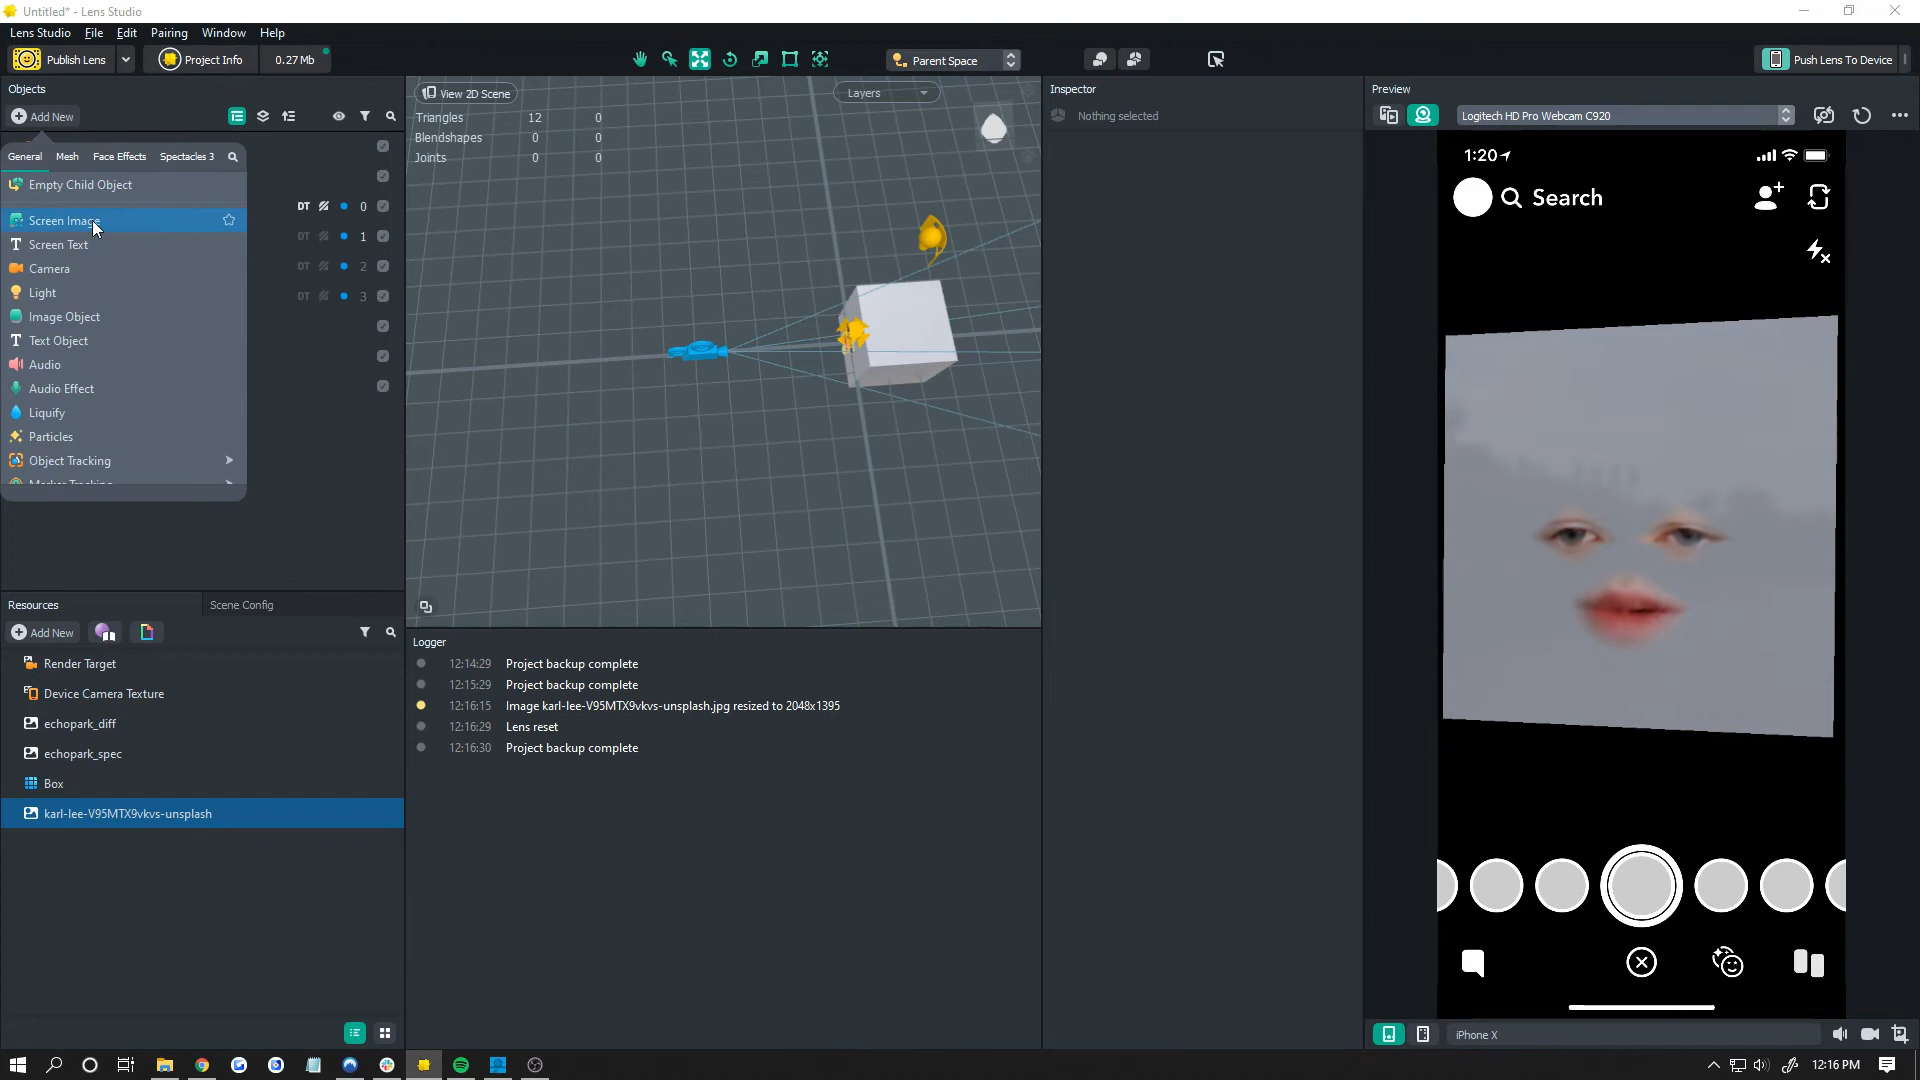 Untitled* - Lens Studio
Lens Studio File Edit Pairing Window Help
Publish Lens Project Info 0.27 Mb Parent Space Push Lens To Device
Objects
Add New
General Mesh Face Effects Spectacles 3
Empty Child Object
Screen Image
Screen Text
Camera
Light
Image Object
Text Object
Audio
Audio Effect
Liquify
Particles
Object Tracking
Marker Tracking
DT 0
DT 1
DT 2
DT 3
View 2D Scene Layers
Triangles 12 0
Blendshapes 0 0
Joints 0 0
Inspector
Nothing selected
Preview
Logitech HD Pro Webcam C920
1:20
Search
iPhone X
Resources Scene Config
Add New
Render Target
Device Camera Texture
echopark_diff
echopark_spec
Box
karl-lee-V95MTX9vkvs-unsplash
Logger
12:14:29 Project backup complete
12:15:29 Project backup complete
12:16:15 Image karl-lee-V95MTX9vkvs-unsplash.jpg resized to 2048x1395
12:16:29 Lens reset
12:16:30 Project backup complete
12:16 PM